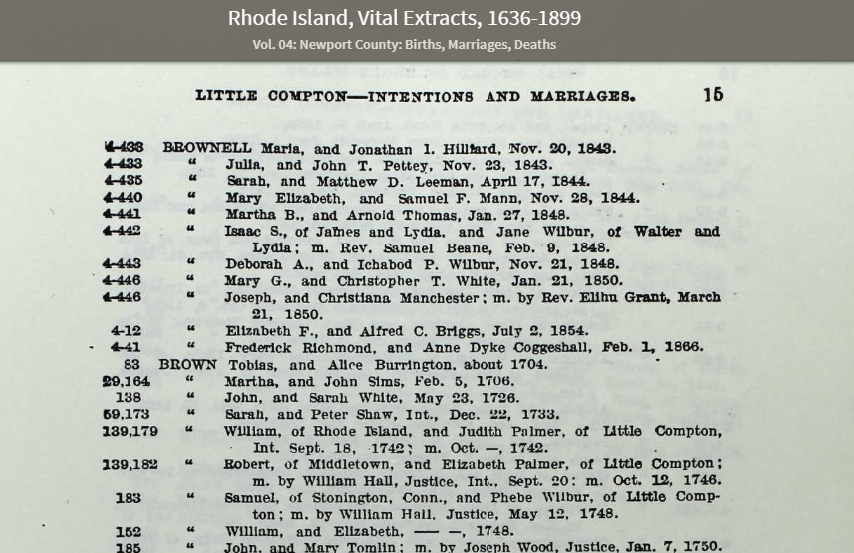 Rhode Island, Vital Extracts, 1636-1899
Vol. 04: Newport County: Births, Marriages, Deaths
LITTLE COMPTON—INTENTIONS AND MARRIAGES. 15
4-438 BROWNELL Maria, and Jonathan I. Hilliard, Nov. 20, 1843.
4-433 " Julia, and John T. Pettey, Nov. 23, 1843.
4-435 " Sarah, and Matthew D. Leeman, April 17, 1844.
4-440 " Mary Elizabeth, and Samuel F. Mann, Nov. 28, 1844.
4-441 " Martha B., and Arnold Thomas, Jan. 27, 1848.
4-442 " Isaac S., of James and Lydia, and Jane Wilbur, of Walter and
Lydia; m. Rev. Samuel Beane, Feb. 9, 1848.
4-443 " Deborah A., and Ichabod P. Wilbur, Nov. 21, 1848.
4-446 " Mary G., and Christopher T. White, Jan. 21, 1850.
4-446 " Joseph, and Christiana Manchester; m. by Rev. Elihu Grant, March
21, 1850.
4-12 " Elizabeth F., and Alfred C. Briggs, July 2, 1854.
4-41 " Frederick Richmond, and Anne Dyke Coggeshall, Feb. 1, 1866.
83 BROWN Tobias, and Alice Burrington, about 1704.
29,164 " Martha, and John Sims, Feb. 5, 1706.
138 " John, and Sarah White, May 23, 1726.
59,173 " Sarah, and Peter Shaw, Int., Dec. 22, 1733.
139,179 " William, of Rhode Island, and Judith Palmer, of Little Compton,
Int. Sept. 18, 1742; m. Oct. —, 1742.
139,182 " Robert, of Middletown, and Elizabeth Palmer, of Little Compton;
m. by William Hall, Justice, Int., Sept. 20; m. Oct. 12, 1746.
183 " Samuel, of Stonington, Conn., and Phebe Wilbur, of Little Comp-
ton; m. by William Hall, Justice, May 12, 1748.
152 " William, and Elizabeth, —— —, 1748.
185 " John, and Mary Tomlin; m. by Joseph Wood, Justice, Jan. 7, 1750.